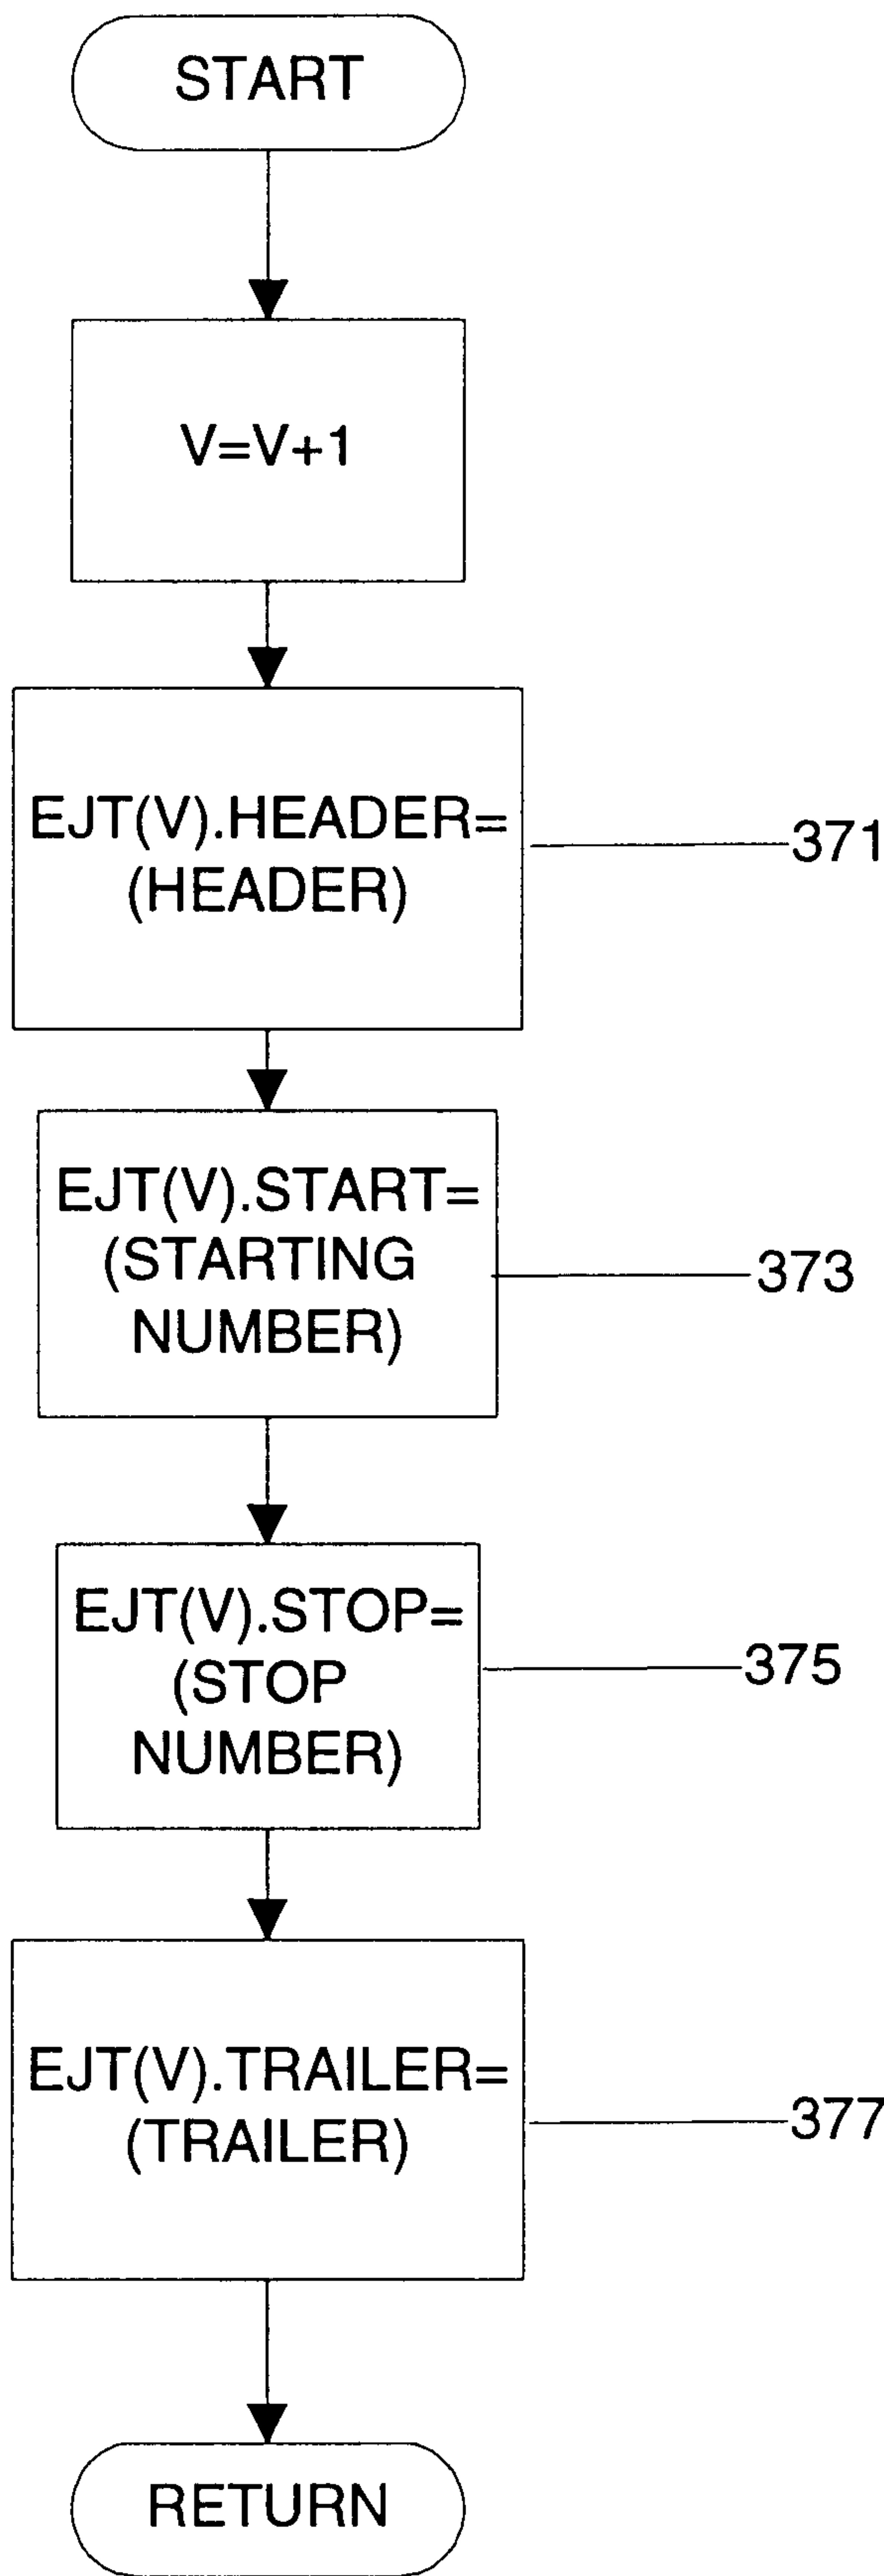 START
V=V+1
EJT(V).HEADER=
(HEADER)
371
EJT(V).START=
(STARTING
NUMBER)
373
EJT(V).STOP=
(STOP
NUMBER)
375
EJT(V).TRAILER=
(TRAILER)
377
RETURN